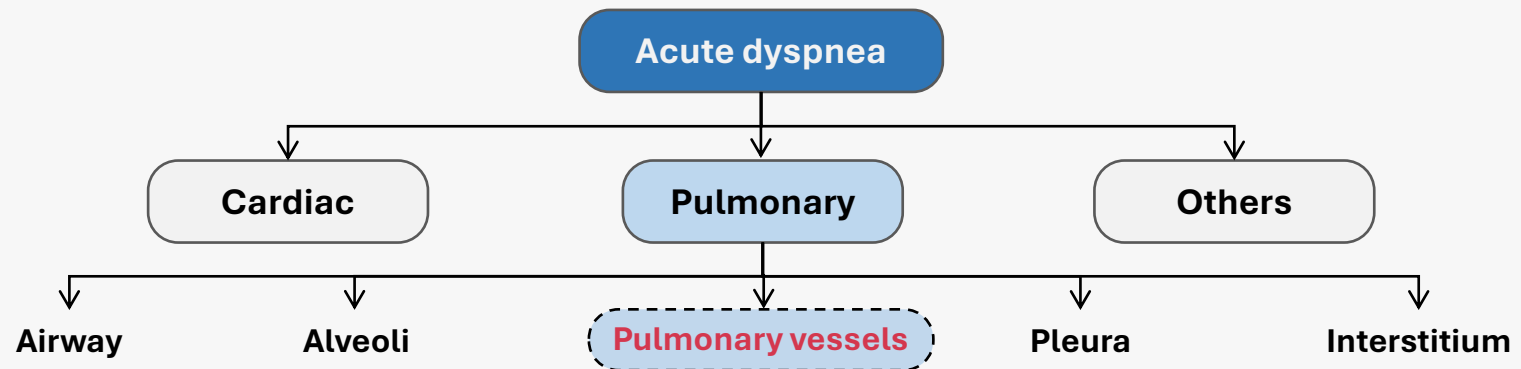 Acute dyspnea
Cardiac
Pulmonary
Others
Airway
Alveoli
Pulmonary vessels
Pleura
Interstitium